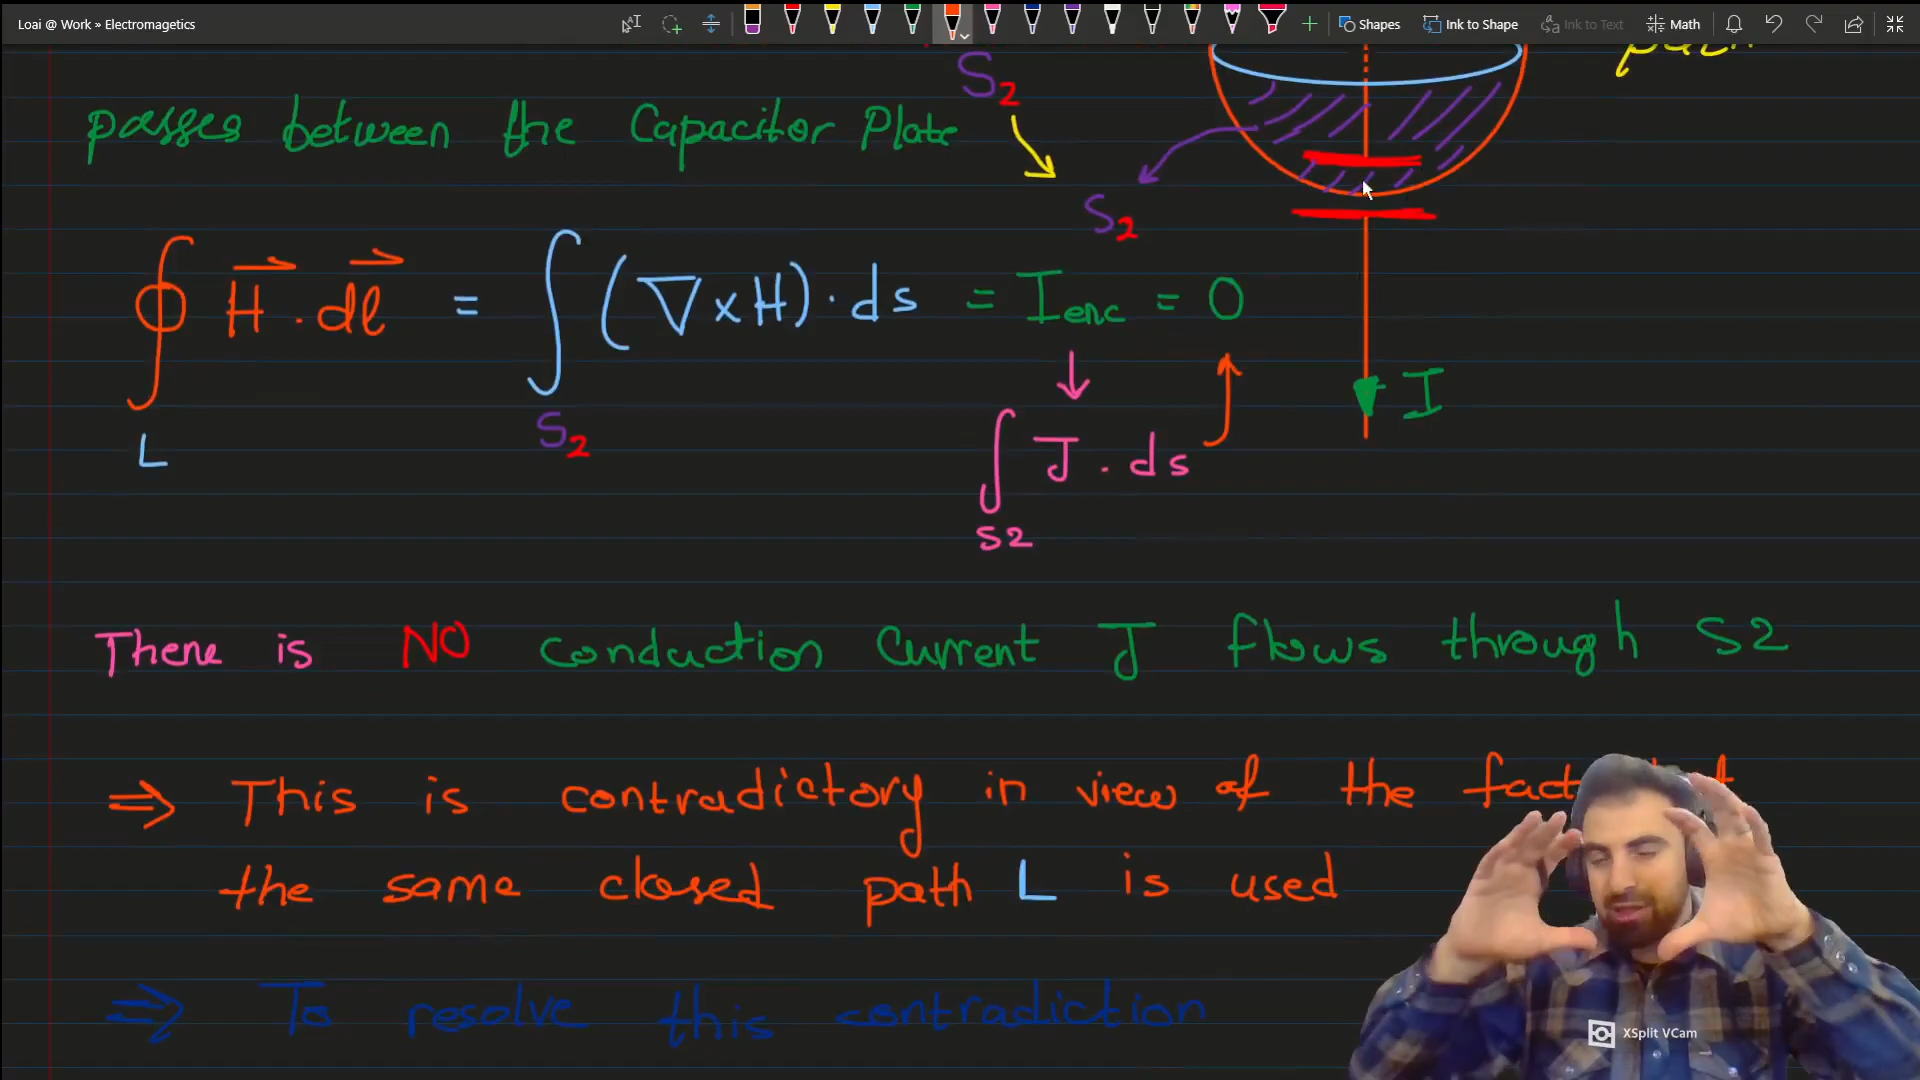 Loai @ Work » Electromagetics
Shapes
Ink to Shape
Ink to Text
Math
S2
passes between the Capacitor Plate
S2
∮ H⃗ . dl⃗ = ∫ (∇ x H) · ds = Ienc = 0
L
S2
I
∫ J . ds
S2
There is NO conduction Current J flows through S2
⇒ This is contradictory in view of the fact
the same closed path L is used
⇒ To resolve this contradiction
XSplit VCam